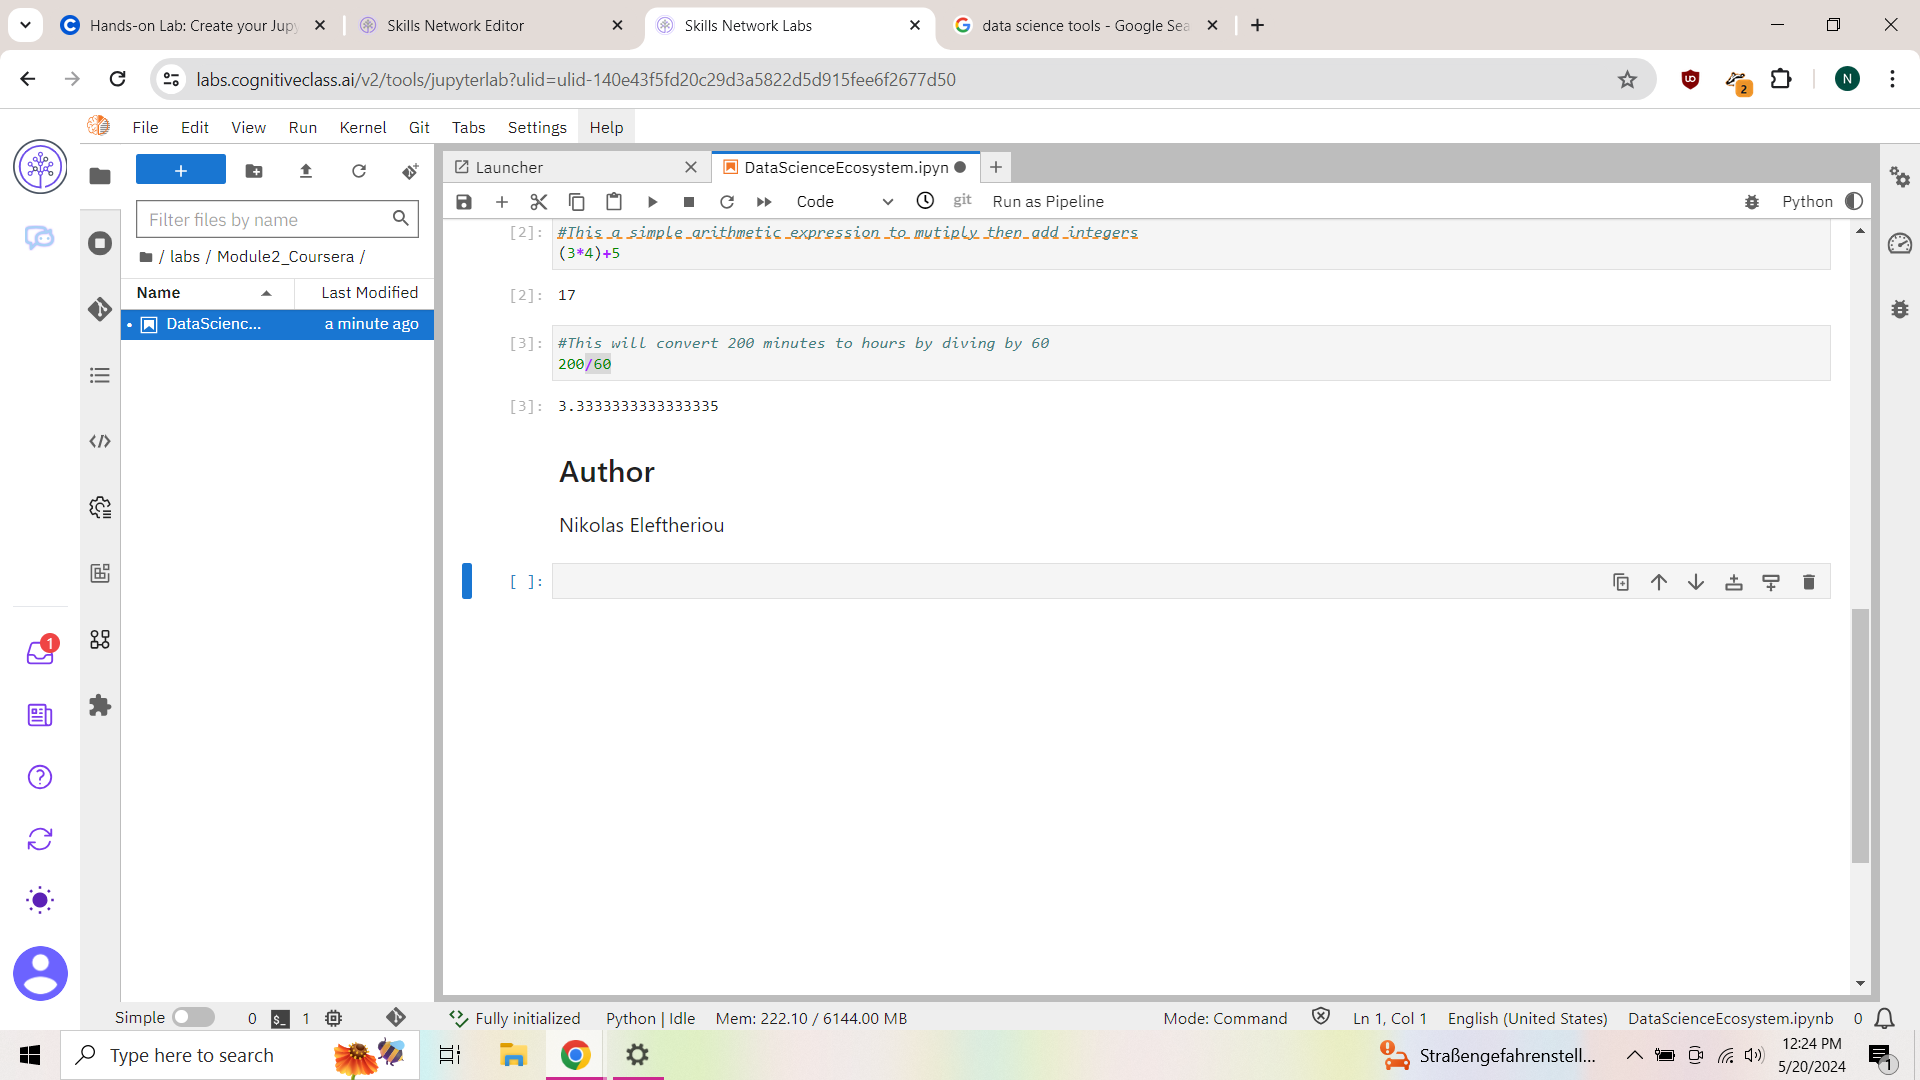 Hands-on Lab: Create your Jupy
Skills Network Editor
Skills Network Labs
data science tools - Google Sea
labs.cognitiveclass.ai/v2/tools/jupyterlab?ulid=ulid-140e43f5fd20c29d3a5822d5d915fee6f2677d50
2
N
File Edit View Run Kernel Git Tabs Settings Help
Launcher
DataScienceEcosystem.ipyn
Code
git
Run as Pipeline
Python
Filter files by name
/ labs / Module2_Coursera /
Name Last Modified
DataScienc... a minute ago
[2]: #This a simple arithmetic expression to mutiply then add integers
(3*4)+5
[2]: 17
[3]: #This will convert 200 minutes to hours by diving by 60
200/60
[3]: 3.3333333333333335
Author
Nikolas Eleftheriou
[ ]:
1
Simple 0 $_ 1 Fully initialized Python | Idle Mem: 222.10 / 6144.00 MB Mode: Command Ln 1, Col 1 English (United States) DataScienceEcosystem.ipynb 0
Type here to search
Straßengefahrenstell...
12:24 PM
5/20/2024
1